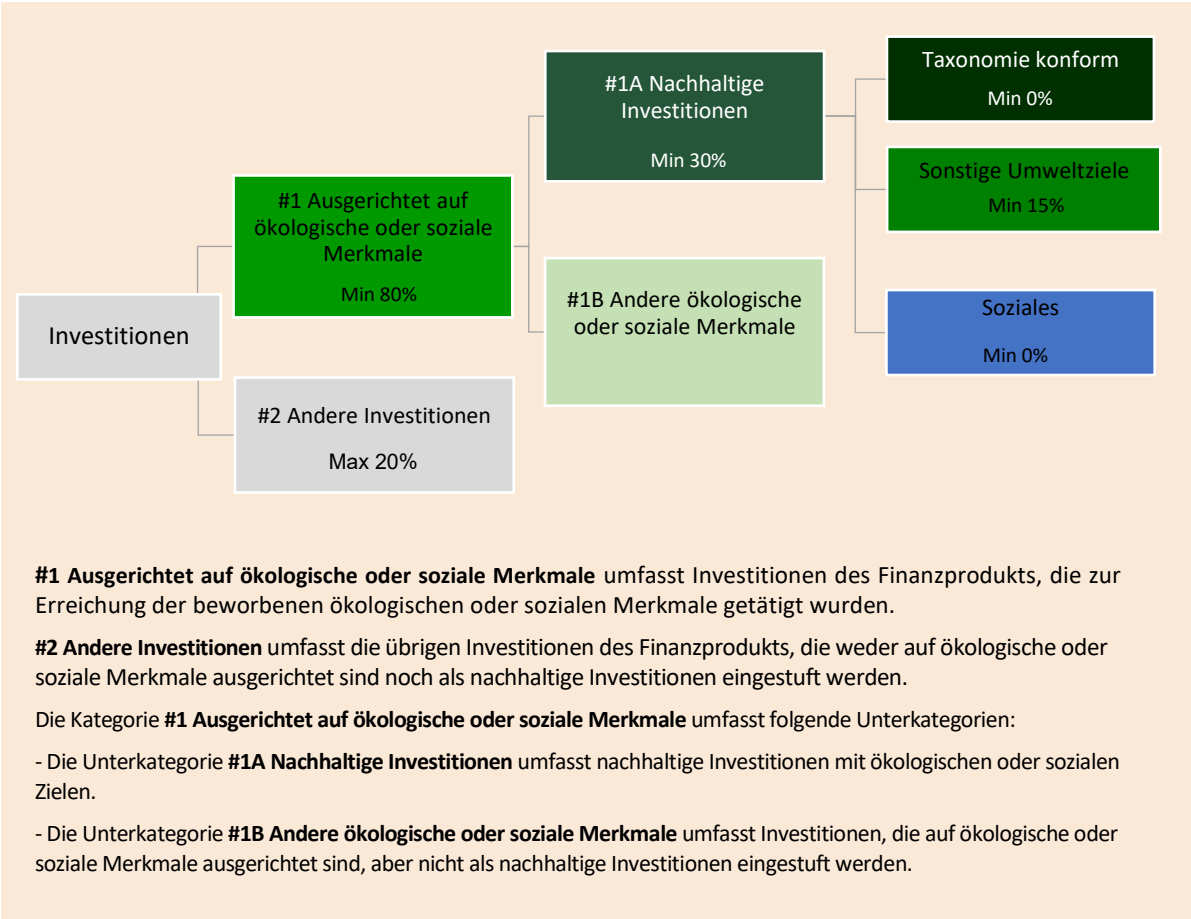 Investitionen
#1 Ausgerichtet auf
ökologische oder soziale
Merkmale
Min 80%
#2 Andere Investitionen
Max 20%
#1A Nachhaltige
Investitionen
Min 30%
#1B Andere ökologische
oder soziale Merkmale
Taxonomie konform
Min 0%
Sonstige Umweltziele
Min 15%
Soziales
Min 0%
#1 Ausgerichtet auf ökologische oder soziale Merkmale umfasst Investitionen des Finanzprodukts, die zur
Erreichung der beworbenen ökologischen oder sozialen Merkmale getätigt wurden.
#2 Andere Investitionen umfasst die übrigen Investitionen des Finanzprodukts, die weder auf ökologische oder
soziale Merkmale ausgerichtet sind noch als nachhaltige Investitionen eingestuft werden.
Die Kategorie #1 Ausgerichtet auf ökologische oder soziale Merkmale umfasst folgende Unterkategorien:
- Die Unterkategorie #1A Nachhaltige Investitionen umfasst nachhaltige Investitionen mit ökologischen oder sozialen
Zielen.
- Die Unterkategorie #1B Andere ökologische oder soziale Merkmale umfasst Investitionen, die auf ökologische oder
soziale Merkmale ausgerichtet sind, aber nicht als nachhaltige Investitionen eingestuft werden.